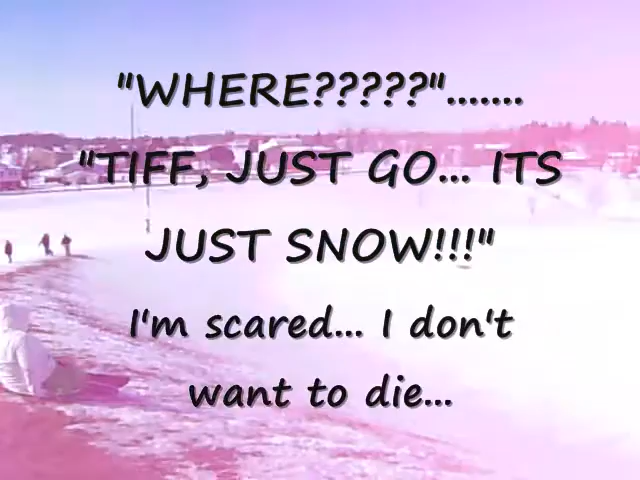 "WHERE?????".......
"TIFF, JUST GO... ITS
JUST SNOW!!!"
I'm scared... I don't
want to die...